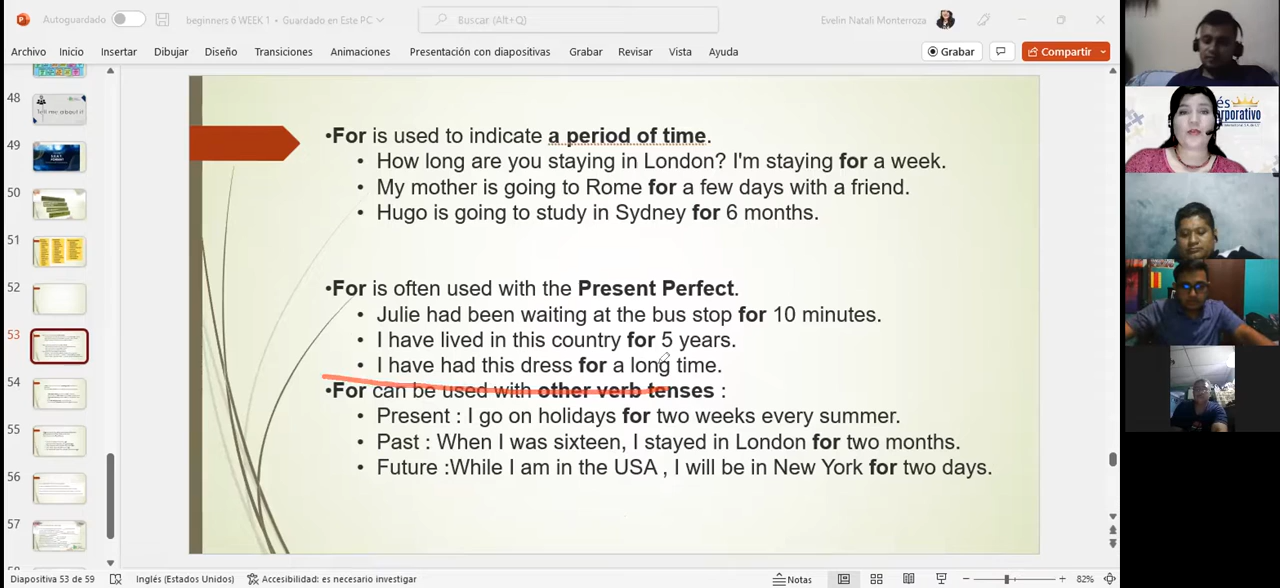 Autoguardado
beginners 6 WEEK 1 • Guardado en Este PC
Buscar (Alt+Q)
Evelin Natali Monterroza
Archivo Inicio Insertar Dibujar Diseño Transiciones Animaciones Presentación con diapositivas Grabar Revisar Vista Ayuda
Grabar
Compartir
48
Tell me about it
49
50
51
52
53
54
55
56
57
•For is used to indicate a period of time.
• How long are you staying in London? I'm staying for a week.
• My mother is going to Rome for a few days with a friend.
• Hugo is going to study in Sydney for 6 months.
•For is often used with the Present Perfect.
• Julie had been waiting at the bus stop for 10 minutes.
• I have lived in this country for 5 years.
• I have had this dress for a long time.
•For can be used with other verb tenses :
• Present : I go on holidays for two weeks every summer.
• Past : When I was sixteen, I stayed in London for two months.
• Future :While I am in the USA , I will be in New York for two days.
Diapositiva 53 de 59
Inglés (Estados Unidos)
Accesibilidad: es necesario investigar
Notas
82%
és
orporativo